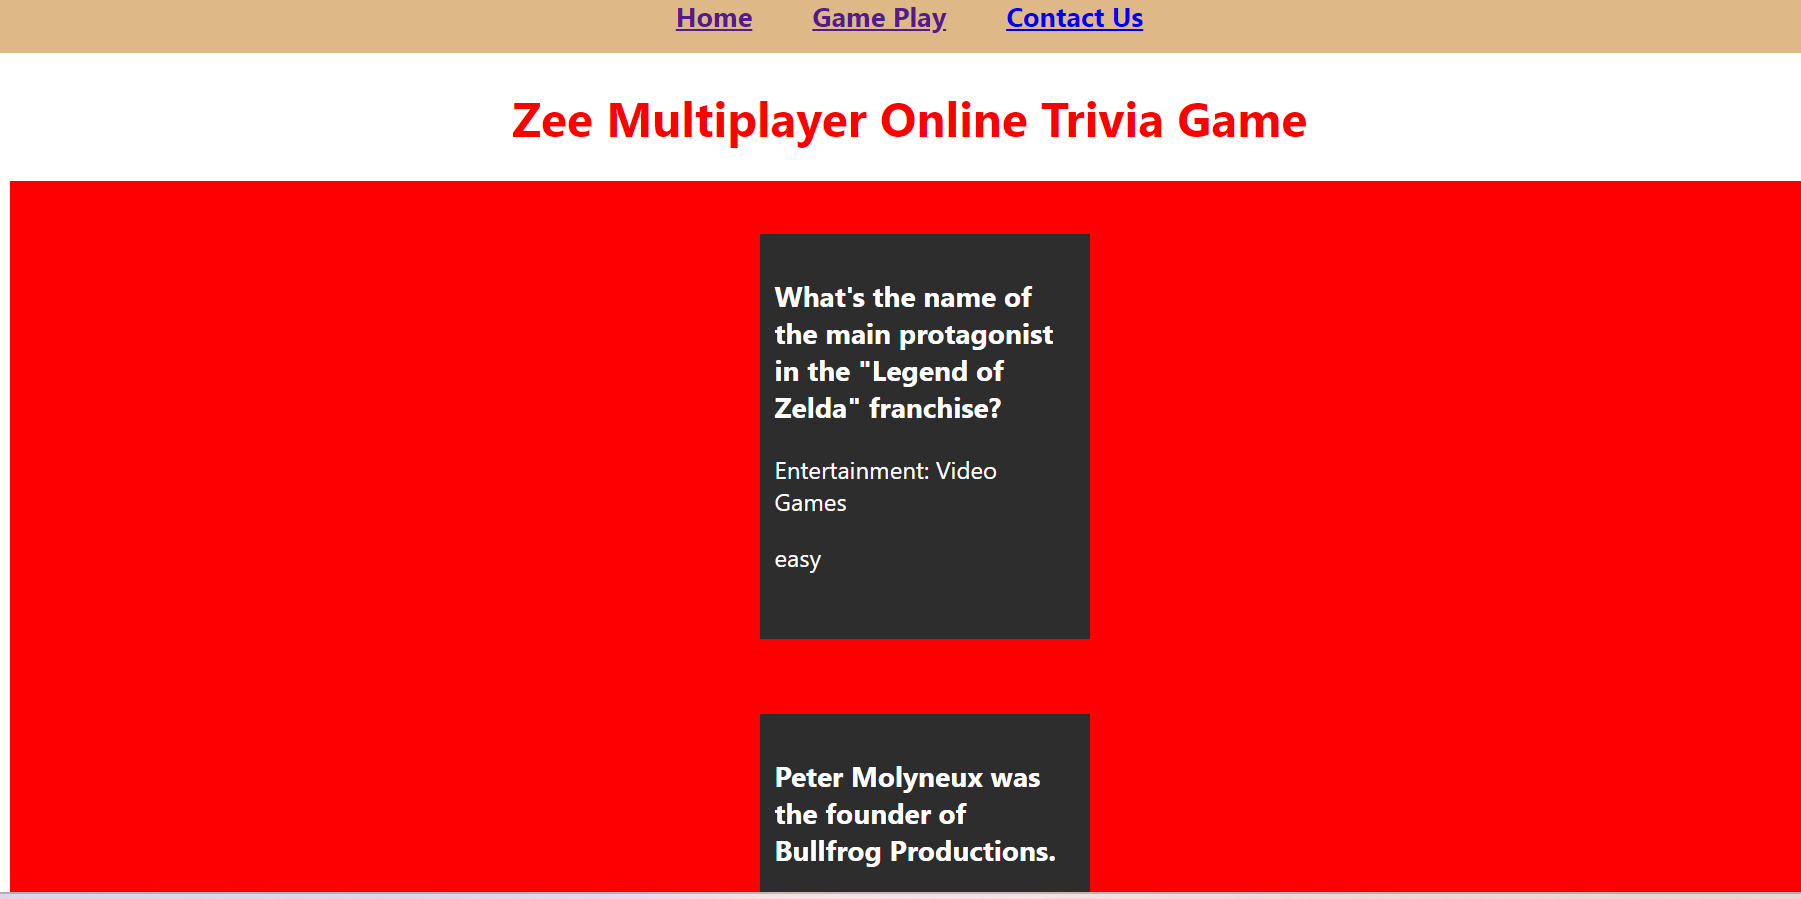 Home Game Play Contact Us
Zee Multiplayer Online Trivia Game
What's the name of
the main protagonist
in the "Legend of
Zelda" franchise?
Entertainment: Video
Games
easy
Peter Molyneux was
the founder of
Bullfrog Productions.